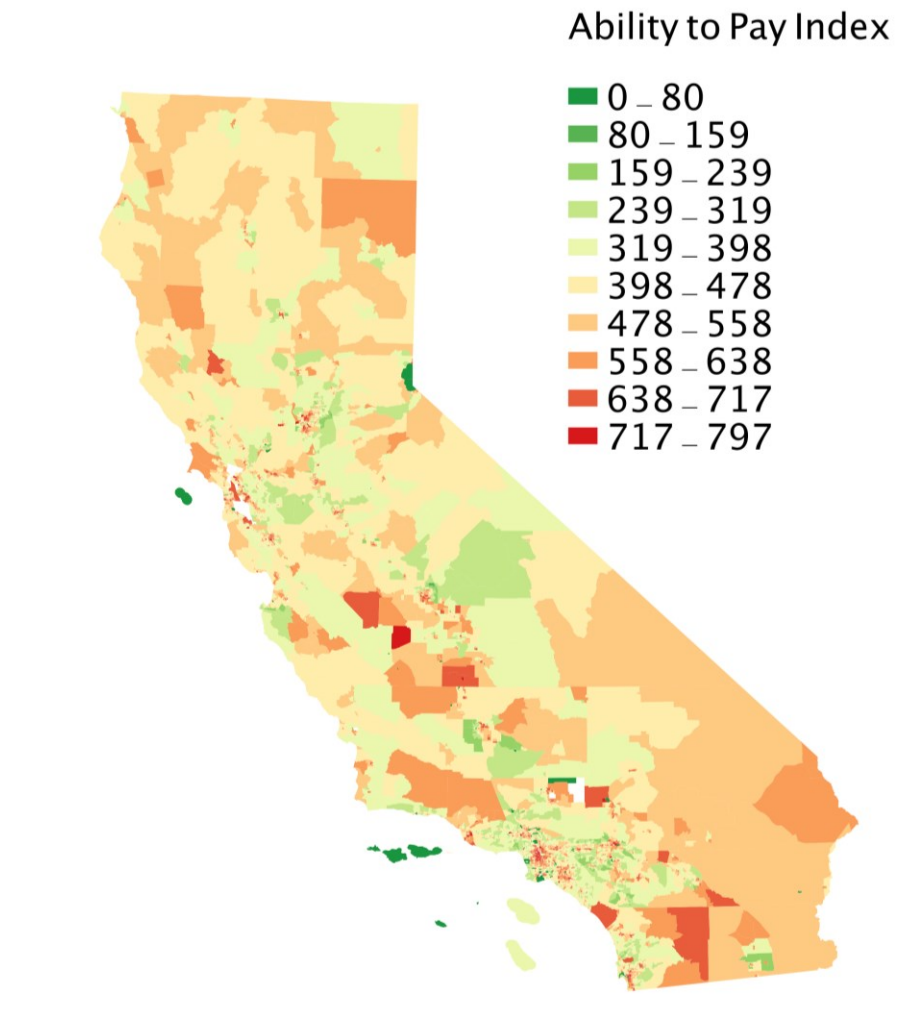 Ability to Pay Index
0 – 80
80 – 159
159 – 239
239 – 319
319 – 398
398 – 478
478 – 558
558 – 638
638 – 717
717 – 797